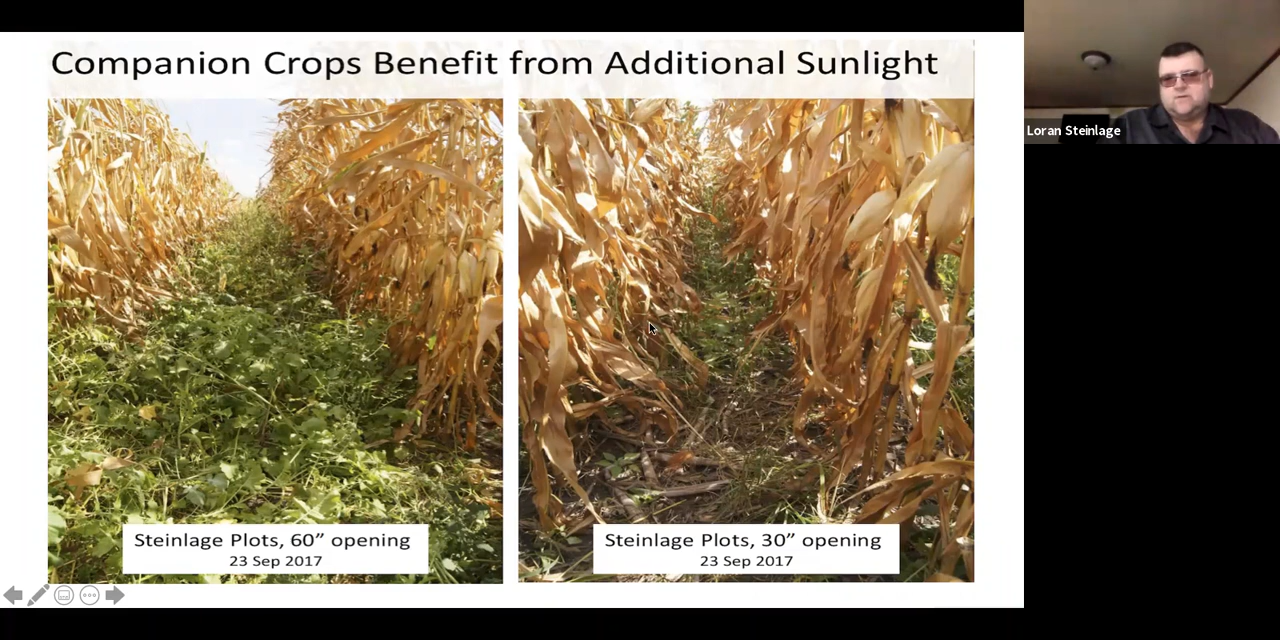 Companion Crops Benefit from Additional Sunlight
Loran Steinlage
Steinlage Plots, 60” opening
23 Sep 2017
Steinlage Plots, 30” opening
23 Sep 2017